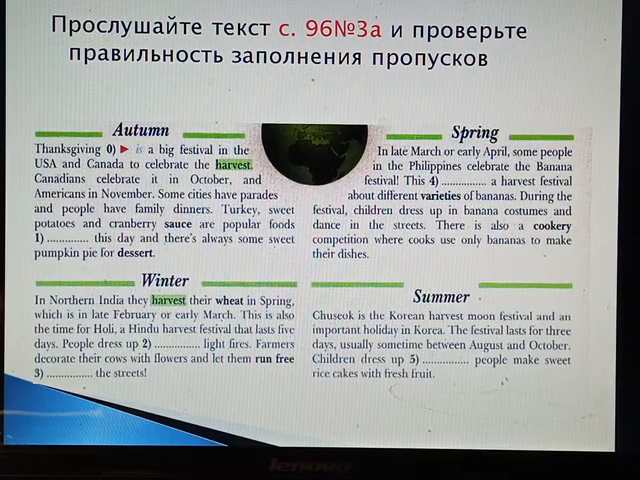 Прослушайте текст с. 96№3а и проверьте
правильность заполнения пропусков
Autumn
Thanksgiving 0) ► is a big festival in the
USA and Canada to celebrate the harvest.
Canadians celebrate it in October, and
Americans in November. Some cities have parades
and people have family dinners. Turkey, sweet
potatoes and cranberry sauce are popular foods
1) .............. this day and there's always some sweet
pumpkin pie for dessert.
Spring
In late March or early April, some people
in the Philippines celebrate the Banana
festival! This 4) ............... a harvest festival
about different varieties of bananas. During the
festival, children dress up in banana costumes and
dance in the streets. There is also a cookery
competition where cooks use only bananas to make
their dishes.
Winter
In Northern India they harvest their wheat in Spring,
which is in late February or early March. This is also
the time for Holi, a Hindu harvest festival that lasts five
days. People dress up 2) ............... light fires. Farmers
decorate their cows with flowers and let them run free
3) ............... the streets!
Summer
Chuseok is the Korean harvest moon festival and an
important holiday in Korea. The festival lasts for three
days, usually sometime between August and October.
Children dress up 5) ............... people make sweet
rice cakes with fresh fruit.
lenovo